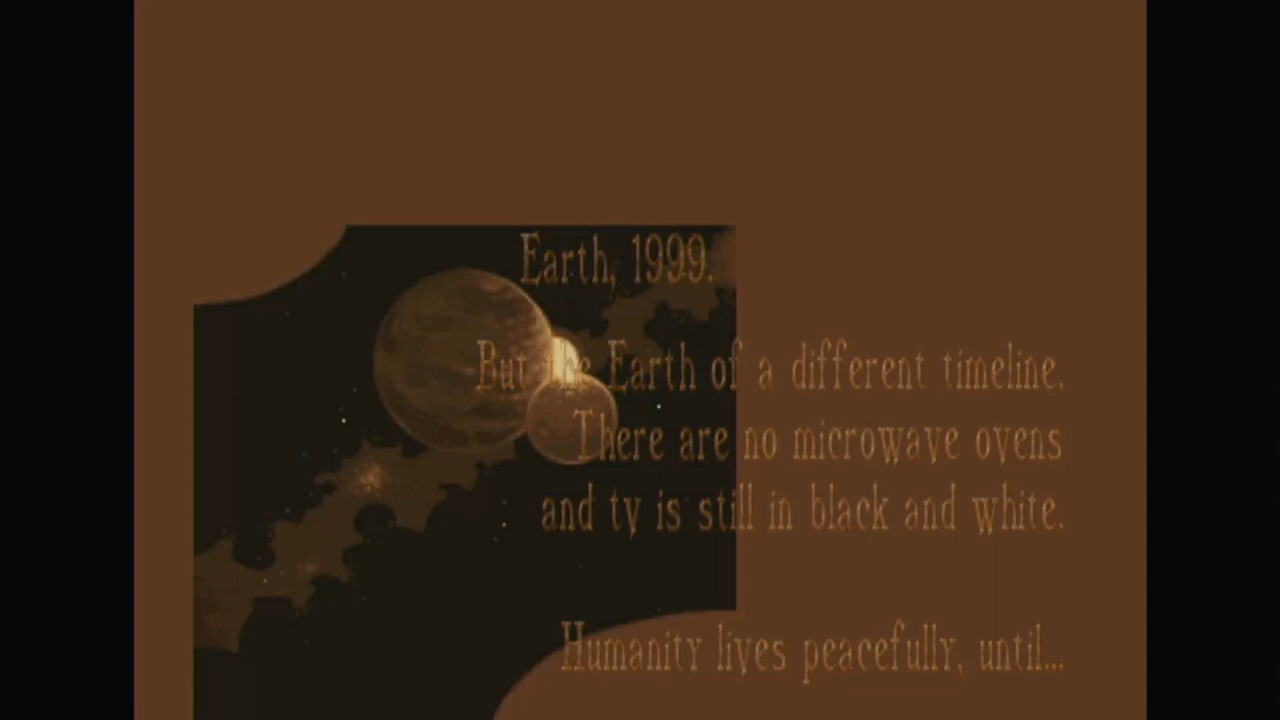 Earth, 1999.
But the Earth of a different timeline.
There are no microwave ovens
and tv is still in black and white.
Humanity lives peacefully, until...